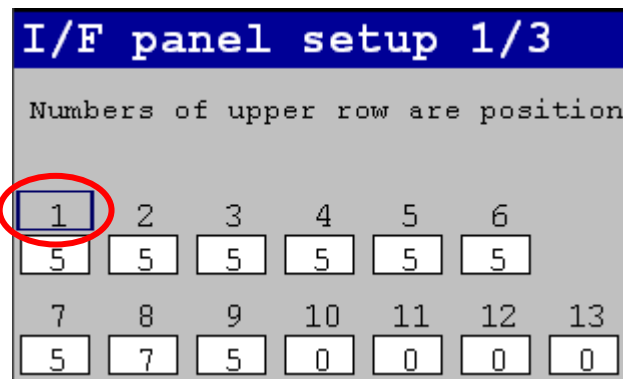 I/F panel setup 1/3
Numbers of upper row are position
1 2 3 4 5 6
5 5 5 5 5 5
7 8 9 10 11 12 13
5 7 5 0 0 0 0